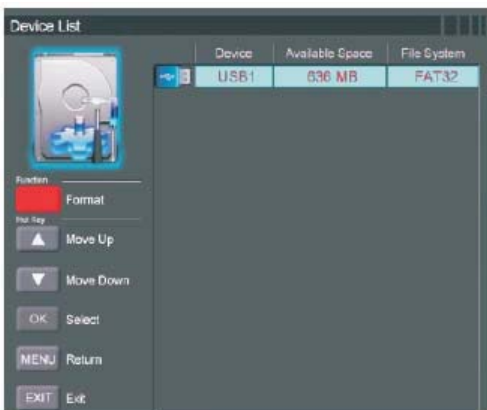 Device List
Device Available Space File System
USB1 636 MB FAT32
Function
Format
Hot Key
Move Up
Move Down
OK Select
MENU Return
EXIT Exit